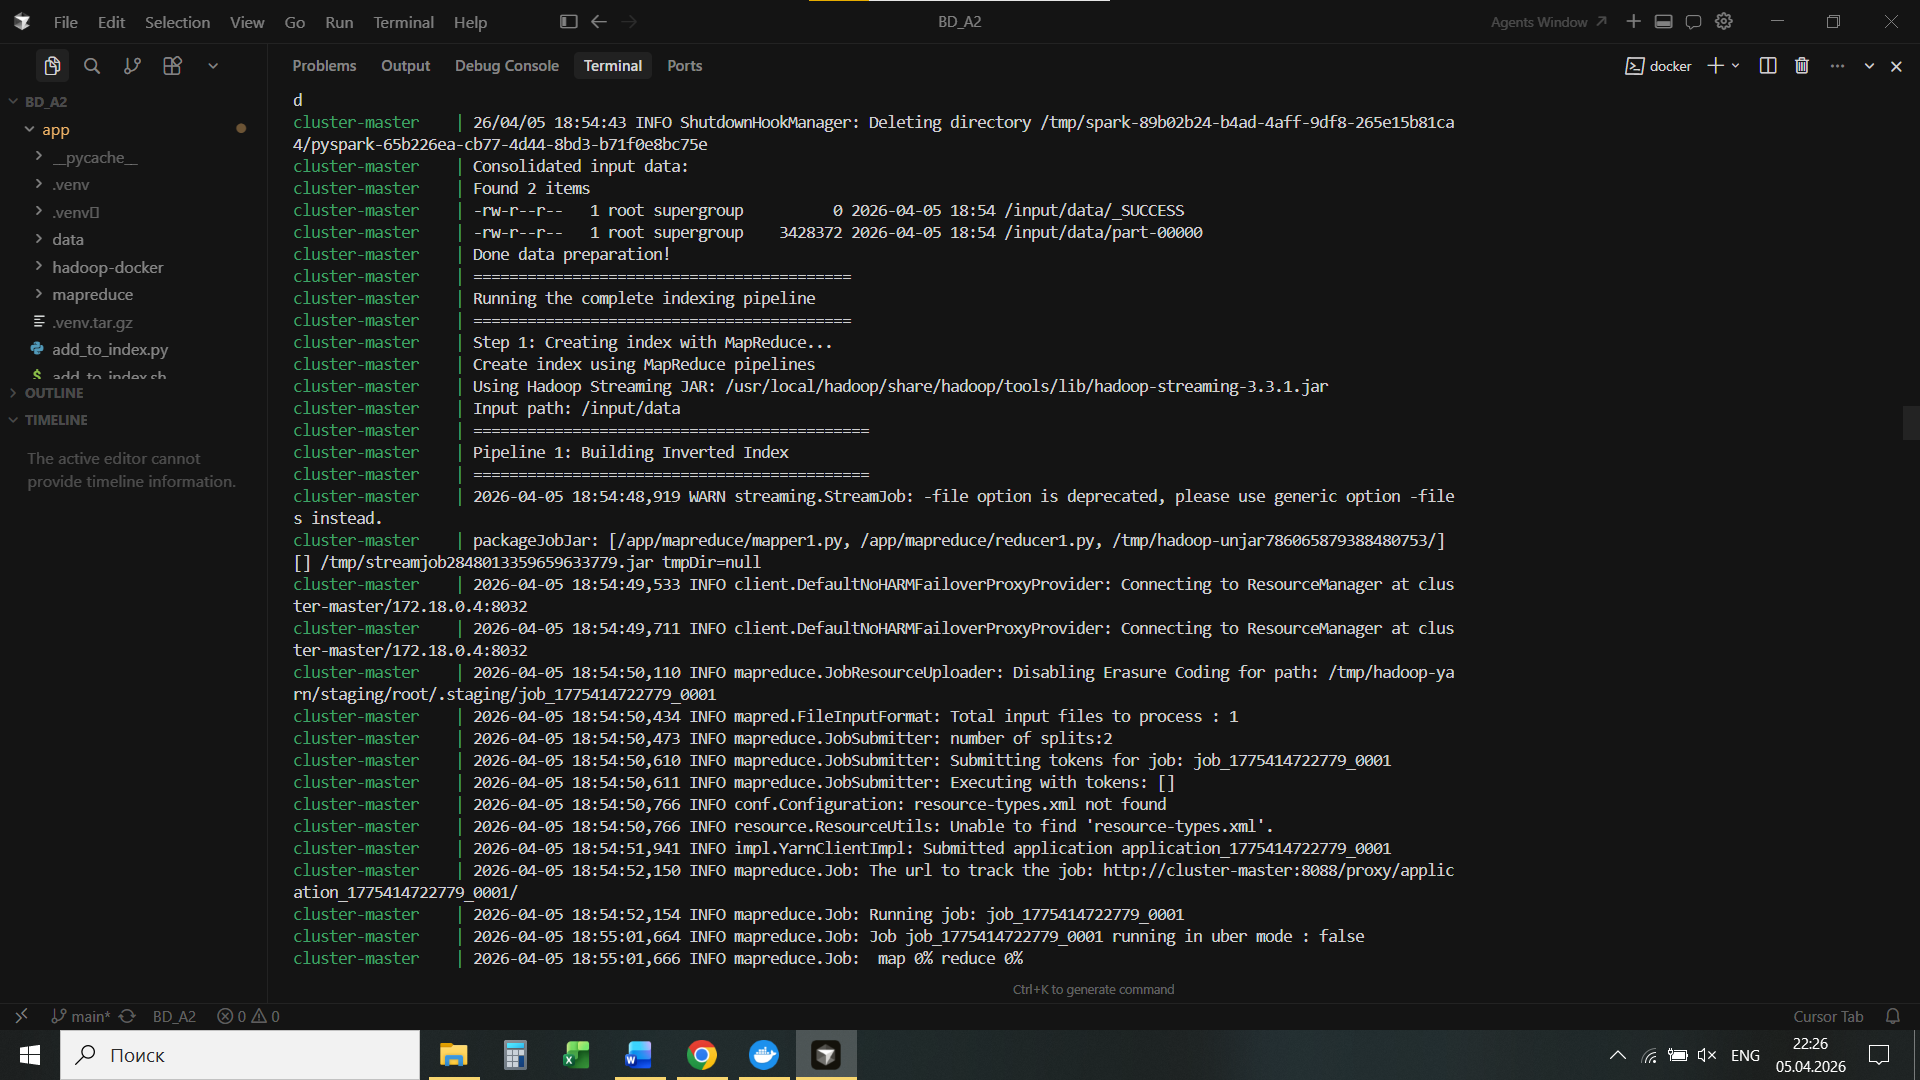 File Edit Selection View Go Run Terminal Help
BD_A2
Agents Window
Problems Output Debug Console Terminal Ports
docker
BD_A2
app
__pycache__
.venv
.venv
data
hadoop-docker
mapreduce
.venv.tar.gz
add_to_index.py
add_to_index.sh
OUTLINE
TIMELINE
The active editor cannot
provide timeline information.
d
cluster-master | 26/04/05 18:54:43 INFO ShutdownHookManager: Deleting directory /tmp/spark-89b02b24-b4ad-4aff-9df8-265e15b81ca
4/pyspark-65b226ea-cb77-4d44-8bd3-b71f0e8bc75e
cluster-master | Consolidated input data:
cluster-master | Found 2 items
cluster-master | -rw-r--r-- 1 root supergroup 0 2026-04-05 18:54 /input/data/_SUCCESS
cluster-master | -rw-r--r-- 1 root supergroup 3428372 2026-04-05 18:54 /input/data/part-00000
cluster-master | Done data preparation!
cluster-master | ==========================================
cluster-master | Running the complete indexing pipeline
cluster-master | ==========================================
cluster-master | Step 1: Creating index with MapReduce...
cluster-master | Create index using MapReduce pipelines
cluster-master | Using Hadoop Streaming JAR: /usr/local/hadoop/share/hadoop/tools/lib/hadoop-streaming-3.3.1.jar
cluster-master | Input path: /input/data
cluster-master | ============================================
cluster-master | Pipeline 1: Building Inverted Index
cluster-master | ============================================
cluster-master | 2026-04-05 18:54:48,919 WARN streaming.StreamJob: -file option is deprecated, please use generic option -file
s instead.
cluster-master | packageJobJar: [/app/mapreduce/mapper1.py, /app/mapreduce/reducer1.py, /tmp/hadoop-unjar786065879388480753/]
[] /tmp/streamjob2848013359659633779.jar tmpDir=null
cluster-master | 2026-04-05 18:54:49,533 INFO client.DefaultNoHARMFailoverProxyProvider: Connecting to ResourceManager at clus
ter-master/172.18.0.4:8032
cluster-master | 2026-04-05 18:54:49,711 INFO client.DefaultNoHARMFailoverProxyProvider: Connecting to ResourceManager at clus
ter-master/172.18.0.4:8032
cluster-master | 2026-04-05 18:54:50,110 INFO mapreduce.JobResourceUploader: Disabling Erasure Coding for path: /tmp/hadoop-ya
rn/staging/root/.staging/job_1775414722779_0001
cluster-master | 2026-04-05 18:54:50,434 INFO mapred.FileInputFormat: Total input files to process : 1
cluster-master | 2026-04-05 18:54:50,473 INFO mapreduce.JobSubmitter: number of splits:2
cluster-master | 2026-04-05 18:54:50,610 INFO mapreduce.JobSubmitter: Submitting tokens for job: job_1775414722779_0001
cluster-master | 2026-04-05 18:54:50,611 INFO mapreduce.JobSubmitter: Executing with tokens: []
cluster-master | 2026-04-05 18:54:50,766 INFO conf.Configuration: resource-types.xml not found
cluster-master | 2026-04-05 18:54:50,766 INFO resource.ResourceUtils: Unable to find 'resource-types.xml'.
cluster-master | 2026-04-05 18:54:51,941 INFO impl.YarnClientImpl: Submitted application application_1775414722779_0001
cluster-master | 2026-04-05 18:54:52,150 INFO mapreduce.Job: The url to track the job: http://cluster-master:8088/proxy/applic
ation_1775414722779_0001/
cluster-master | 2026-04-05 18:54:52,154 INFO mapreduce.Job: Running job: job_1775414722779_0001
cluster-master | 2026-04-05 18:55:01,664 INFO mapreduce.Job: Job job_1775414722779_0001 running in uber mode : false
cluster-master | 2026-04-05 18:55:01,666 INFO mapreduce.Job: map 0% reduce 0%
Ctrl+K to generate command
main* BD_A2 0 0
Cursor Tab
Поиск
ENG
22:26
05.04.2026